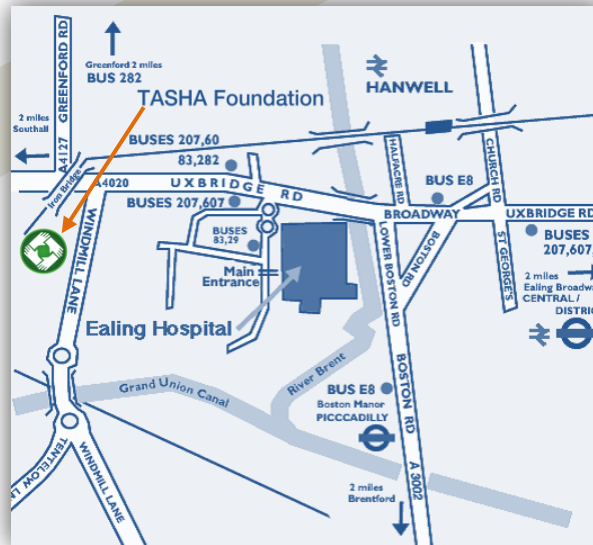 GREENFORD RD
A4127
Greenford 2 miles
BUS 282
TASHA Foundation
HANWELL
2 miles
Southall
Iron Bridge
BUSES 207,60
83,282
A4020
UXBRIDGE RD
BUSES 207,607
BUSES
83,29
HALFACRE RD
BUS E8
CHURCH RD
BROADWAY
UXBRIDGE RD
BUSES
207,607,
WINDMILL LANE
Main
Entrance
LOWER BOSTON RD
BOSTON RD
ST GEORGE'S
2 miles
Ealing Broadw
CENTRAL /
DISTRI
Ealing Hospital
Grand Union Canal
River Brent
BUS E8
Boston Manor
PICCCADILLY
BOSTON RD
A 3002
TENTELOW L
WINDMILL LANE
2 miles
Brentford